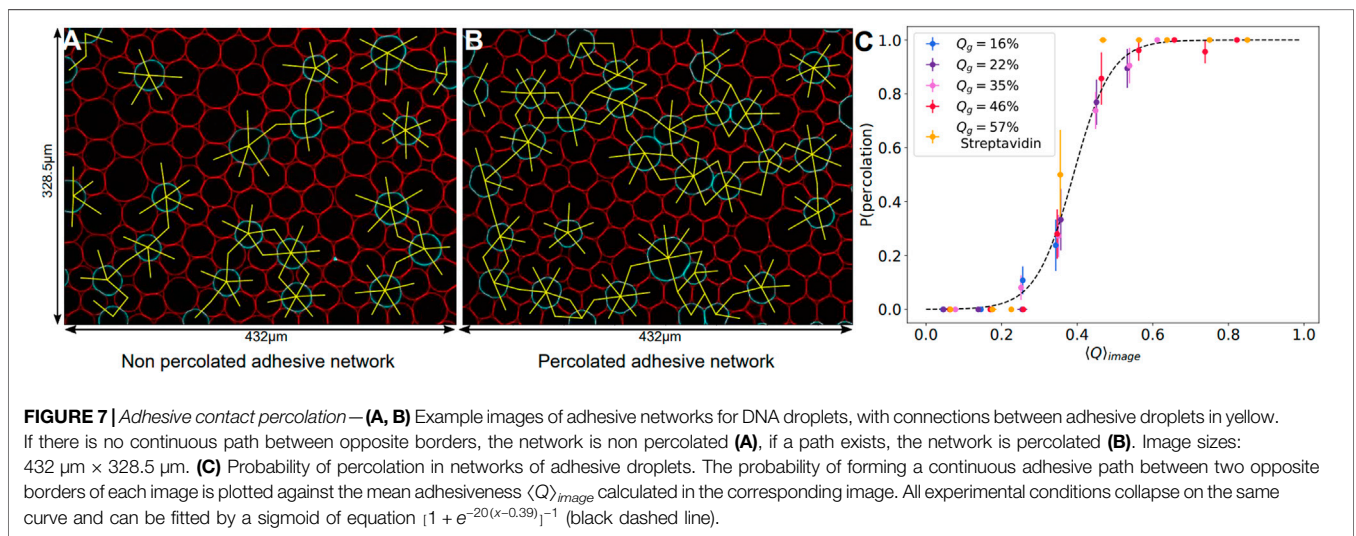 A
328.5μm
432μm
Non percolated adhesive network
B
432μm
Percolated adhesive network
C
Q_g = 16%
Q_g = 22%
Q_g = 35%
Q_g = 46%
Q_g = 57%
Streptavidin
P(percolation)
1.0
0.8
0.6
0.4
0.2
0.0
0.0 0.2 0.4 0.6 0.8 1.0
⟨Q⟩_image
FIGURE 7 | Adhesive contact percolation—(A, B) Example images of adhesive networks for DNA droplets, with connections between adhesive droplets in yellow.
If there is no continuous path between opposite borders, the network is non percolated (A), if a path exists, the network is percolated (B). Image sizes:
432 μm × 328.5 μm. (C) Probability of percolation in networks of adhesive droplets. The probability of forming a continuous adhesive path between two opposite
borders of each image is plotted against the mean adhesiveness ⟨Q⟩_image calculated in the corresponding image. All experimental conditions collapse on the same
curve and can be fitted by a sigmoid of equation [1 + e^−20(x−0.39)]^−1 (black dashed line).